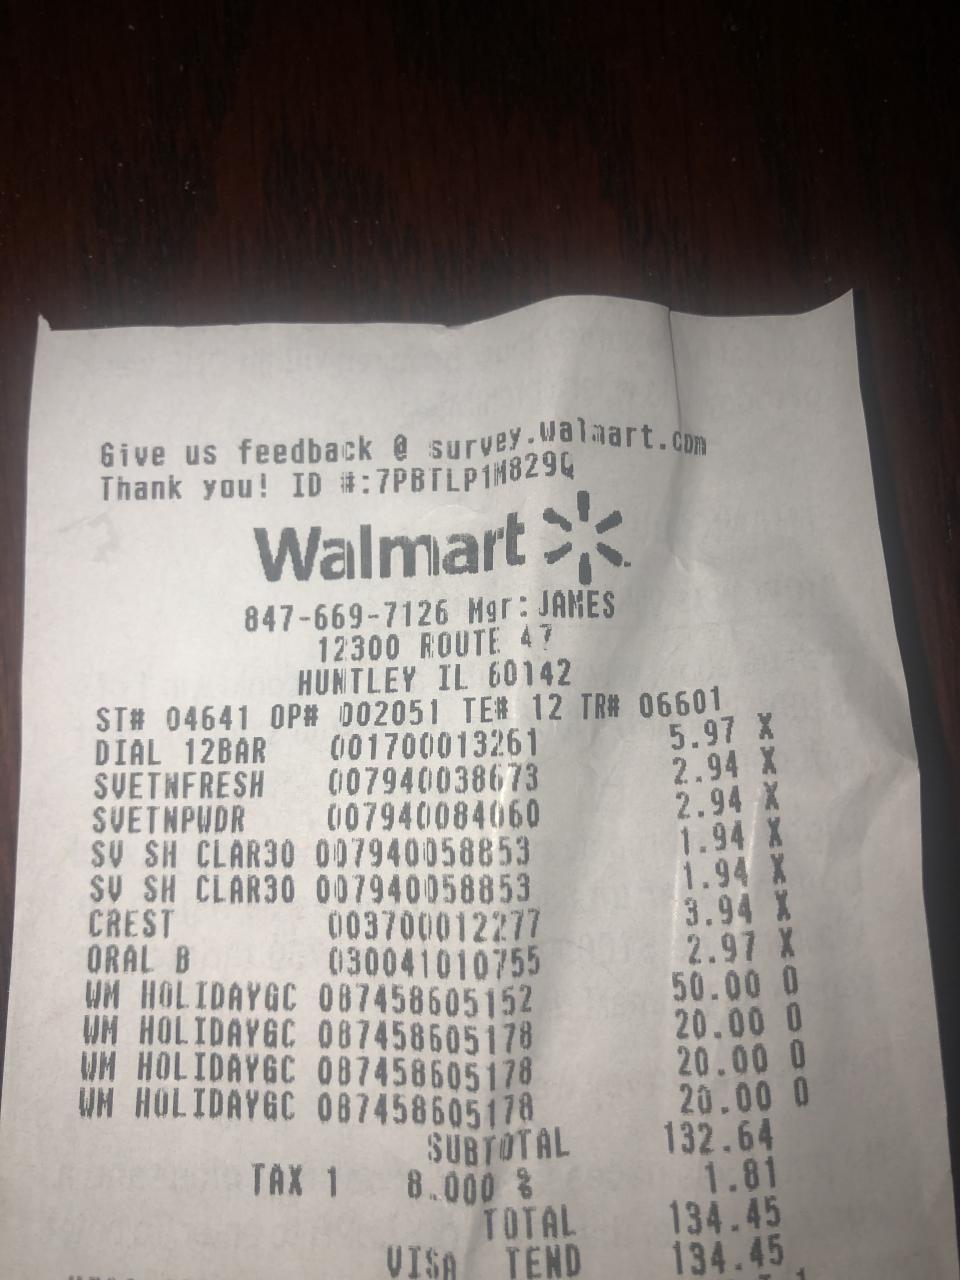 Give us feedback @ survey.walmart.com
Thank you! ID #:7PBTLP1M829Q
Walmart
847-669-7126 Mgr:JAMES
12300 ROUTE 47
HUNTLEY IL 60142
ST# 04641 OP# 002051 TE# 12 TR# 06601
DIAL 12BAR 001700013261 5.97 X
SVETNFRESH 007940038673 2.94 X
SVETNPWDR 007940084060 2.94 X
SV SH CLAR30 007940058853 1.94 X
SV SH CLAR30 007940058853 1.94 X
CREST 003700012277 3.94 X
ORAL B 030041010755 2.97 X
WM HOLIDAYGC 087458605152 50.00 O
WM HOLIDAYGC 087458605178 20.00 O
WM HOLIDAYGC 087458605178 20.00 O
WM HOLIDAYGC 087458605178 20.00 O
SUBTOTAL 132.64
TAX 1 8.000 % 1.81
TOTAL 134.45
VISA TEND 134.45